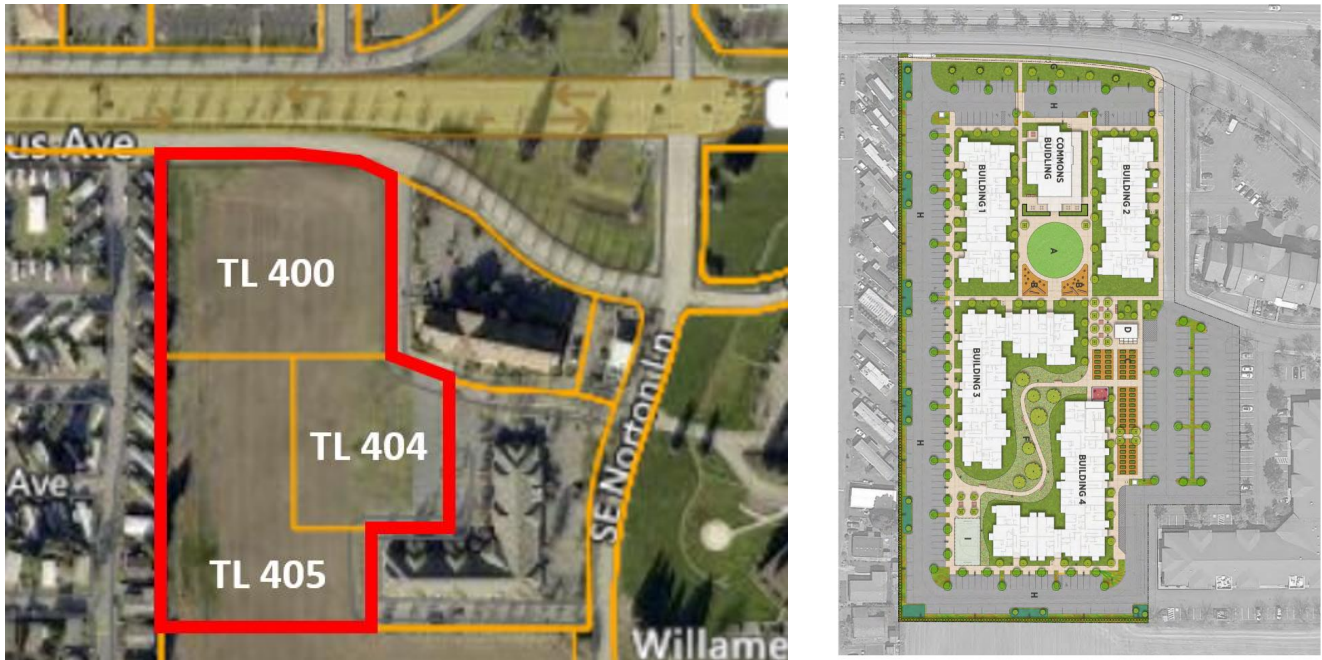 us Ave
TL 400
TL 404
Ave
TL 405
SE Norton Ln
Willame
G
H
COMMONS
BUIDLING
BUILDING 1
BUILDING 2
H
A
B
B
D
BUILDING 3
F
BUILDING 4
H
I
H